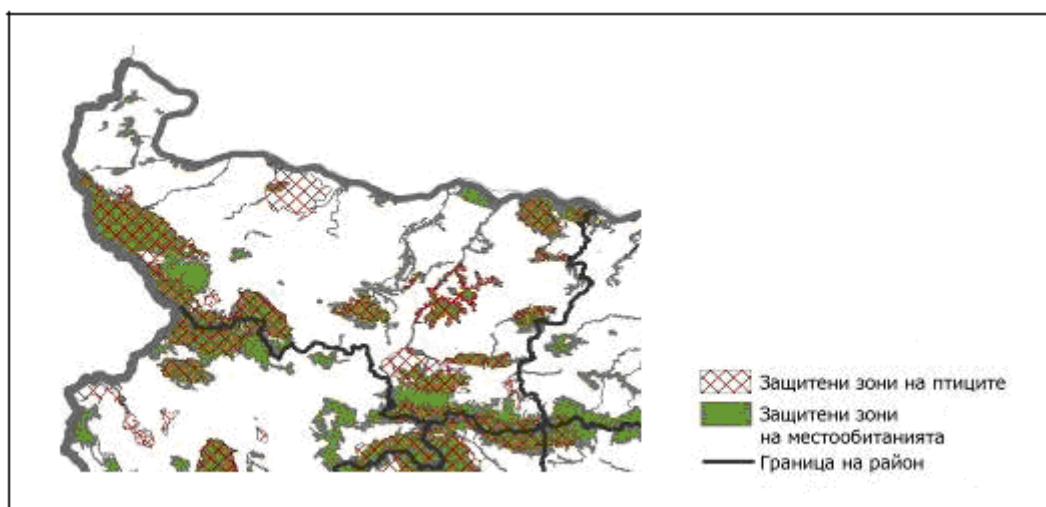 Защитени зони на птиците
Защитени зони
на местообитанията
Граница на район